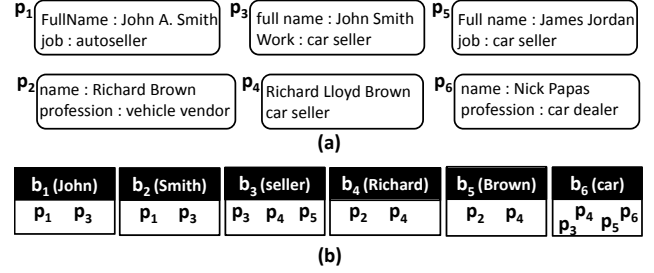 p1 FullName : John A. Smith
job : autoseller
p3 full name : John Smith
Work : car seller
p5 Full name : James Jordan
job : car seller
p2 name : Richard Brown
profession : vehicle vendor
p4 Richard Lloyd Brown
car seller
p6 name : Nick Papas
profession : car dealer
(a)
b1 (John) b2 (Smith) b3 (seller) b4 (Richard) b5 (Brown) b6 (car)
p1 p3 p1 p3 p3 p4 p5 p2 p4 p2 p4 p3 p4 p5 p6
(b)